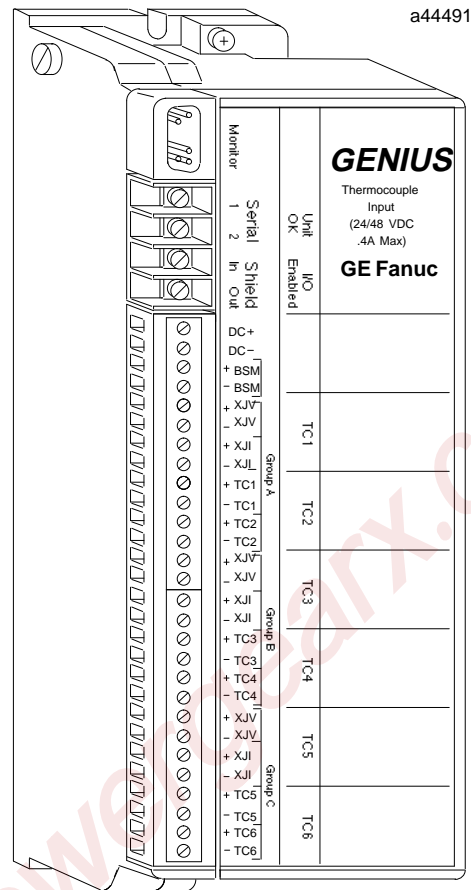 a44491
Monitor
Serial
1 2
Shield
In Out
Unit
OK
I/O
Enabled
GENIUS
Thermocouple
Input
(24/48 VDC
.4A Max)
GE Fanuc
DC+
DC−
+ BSM
− BSM
+ XJV
− XJV
+ XJI
− XJI
+ TC1
− TC1
+ TC2
− TC2
Group A
+ XJV
− XJV
+ XJI
− XJI
+ TC3
− TC3
+ TC4
− TC4
Group B
+ XJV
− XJV
+ XJI
− XJI
+ TC5
− TC5
+ TC6
− TC6
Group C
TC1
TC2
TC3
TC4
TC5
TC6